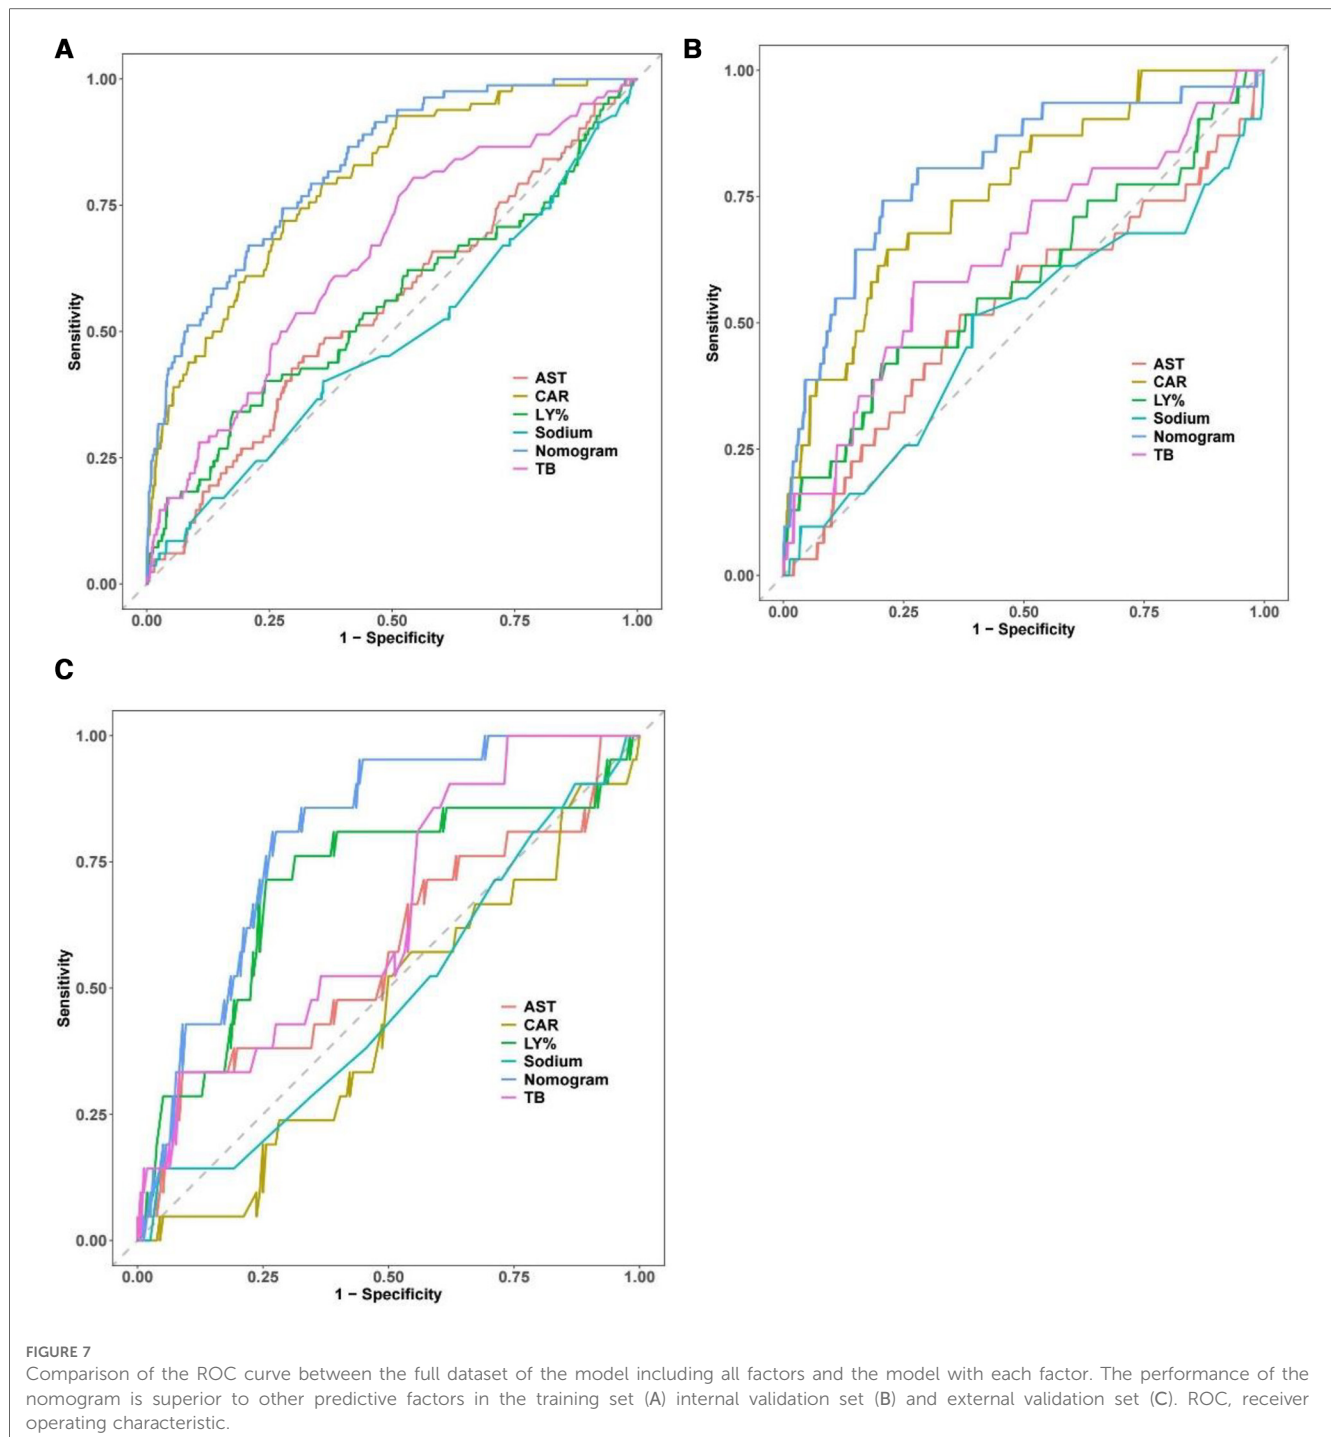 A
1.00
0.75
0.50
0.25
0.00
Sensitivity
AST
CAR
LY%
Sodium
Nomogram
TB
0.00 0.25 0.50 0.75 1.00
1 − Specificity
B
1.00
0.75
0.50
0.25
0.00
Sensitivity
AST
CAR
LY%
Sodium
Nomogram
TB
0.00 0.25 0.50 0.75 1.00
1 − Specificity
C
1.00
0.75
0.50
0.25
0.00
Sensitivity
AST
CAR
LY%
Sodium
Nomogram
TB
0.00 0.25 0.50 0.75 1.00
1 − Specificity
FIGURE 7
Comparison of the ROC curve between the full dataset of the model including all factors and the model with each factor. The performance of the
nomogram is superior to other predictive factors in the training set (A) internal validation set (B) and external validation set (C). ROC, receiver
operating characteristic.